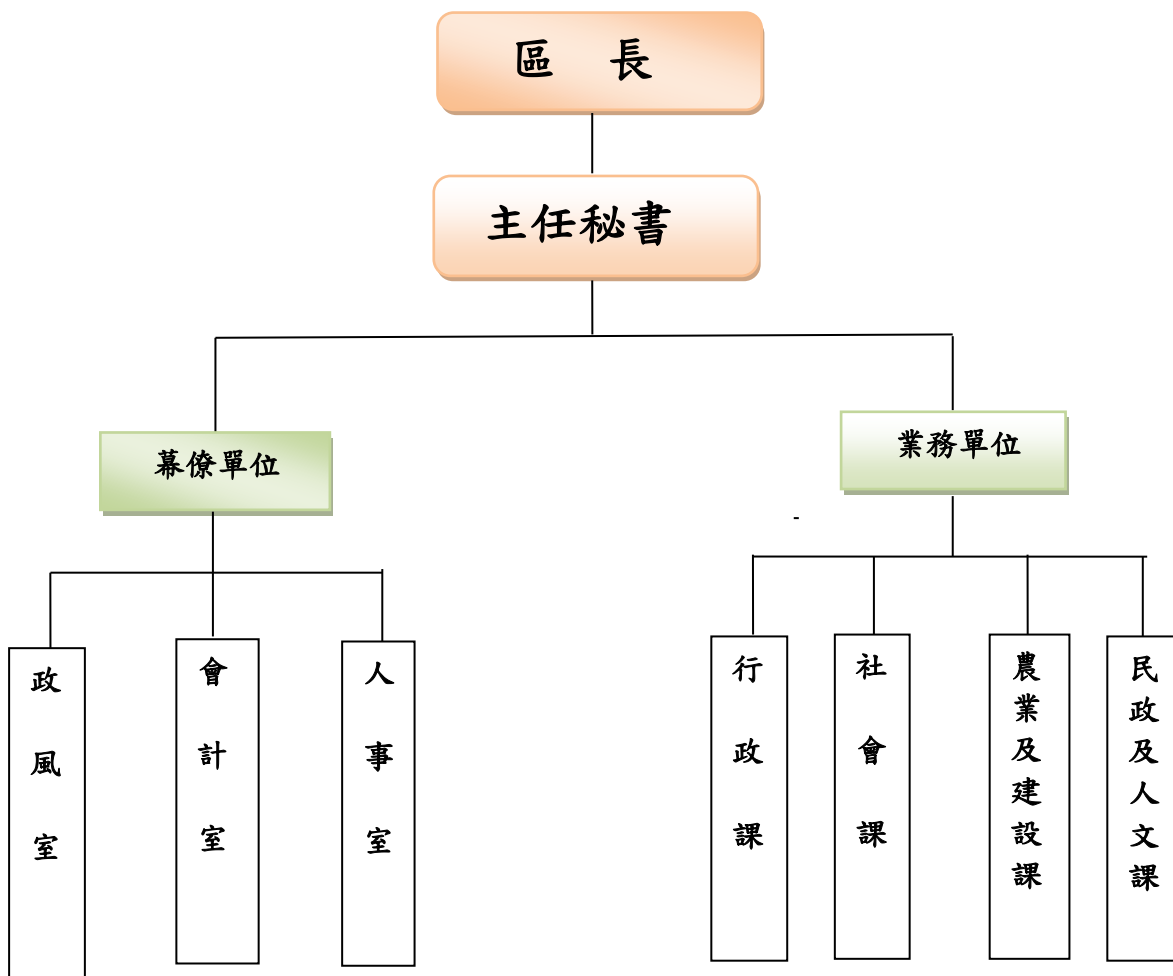 區 長
主任秘書
幕僚單位
業務單位
-
政風室
會計室
人事室
行政課
社會課
農業及建設課
民政及人文課